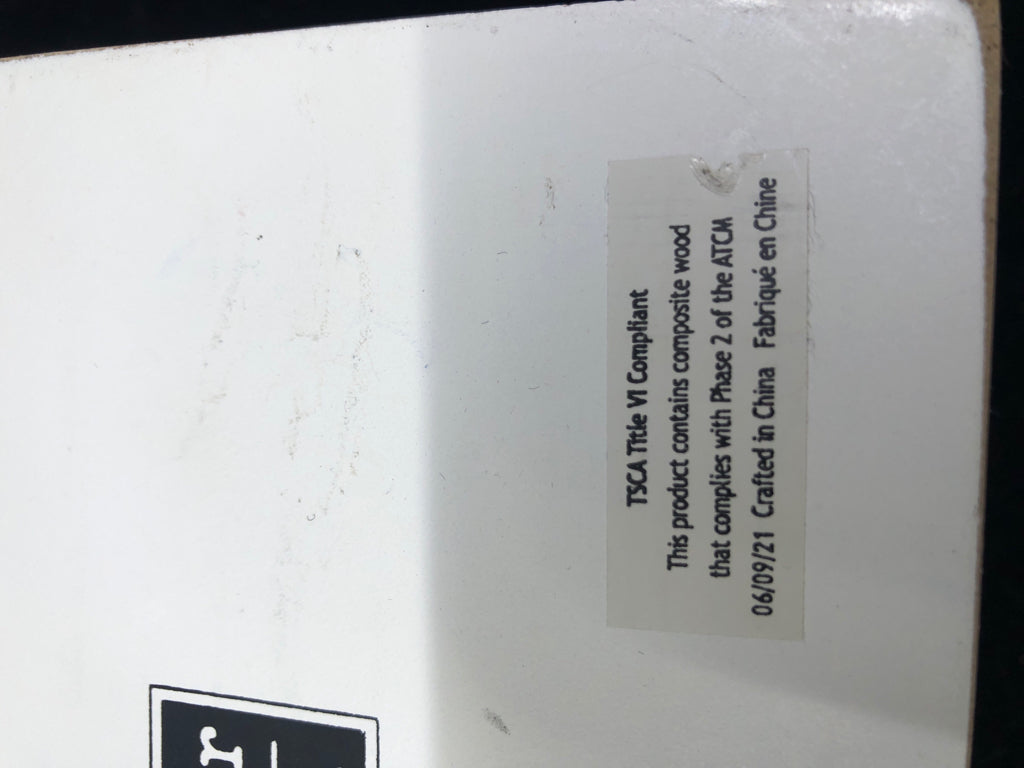 TSCA Title VI Compliant
This product contains composite wood
that complies with Phase 2 of the ATCM
06/09/21 Crafted in China Fabriqué en Chine
r